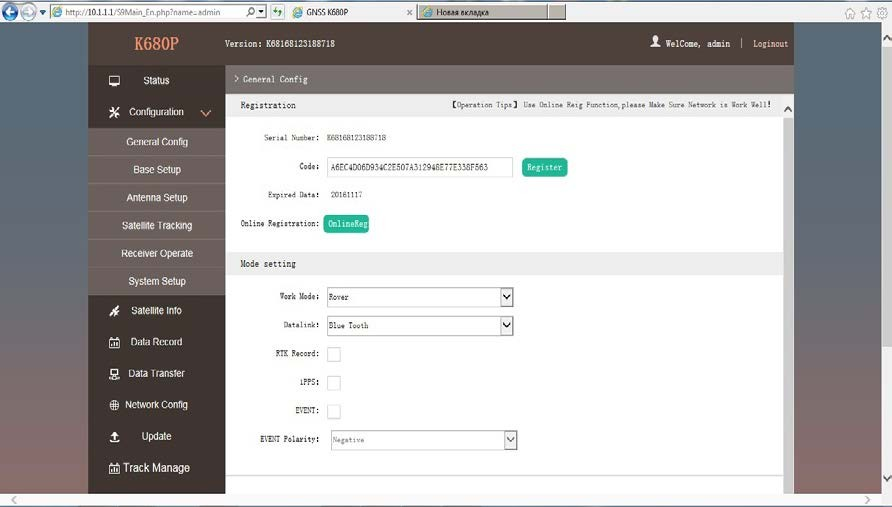 http://10.1.1.1/S9Main_En.php?name=admin
GNSS K680P
Новая вкладка
K680P
Version: K68168123188718
WelCome, admin | Loginout
Status
Configuration
General Config
Base Setup
Antenna Setup
Satellite Tracking
Receiver Operate
System Setup
Satellite Info
Data Record
Data Transfer
Network Config
Update
Track Manage
> General Config
Registration
【Operation Tips】 Use Online Reig Function,please Make Sure Network is Work Well!
Serial Number: K68168123188718
Code: A6EC4D06D934C2E507A312948E77E338F563 Register
Expired Data: 20161117
Online Registration: OnlineReg
Mode setting
Work Mode: Rover
Datalink: Blue Tooth
RTK Record:
1PPS:
EVENT:
EVENT Polarity: Negative